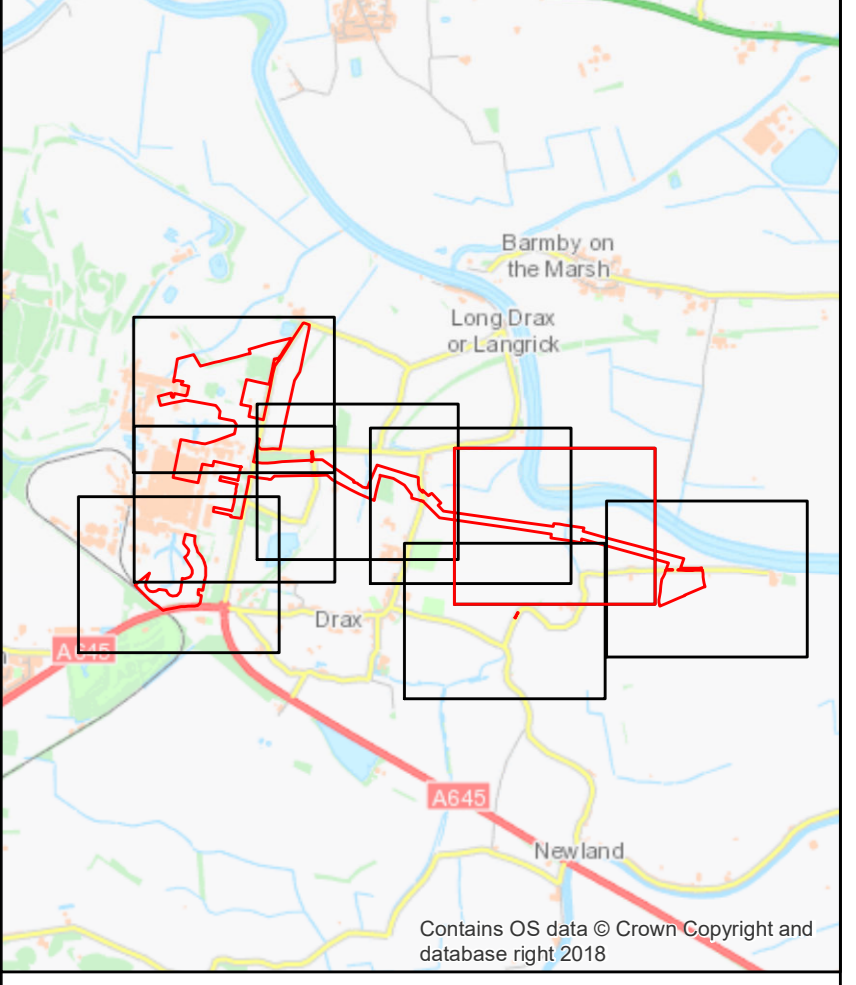 Barmby on
the Marsh
Long Drax
or Langrick
Drax
A645
A645
Newland
Contains OS data © Crown Copyright and
database right 2018